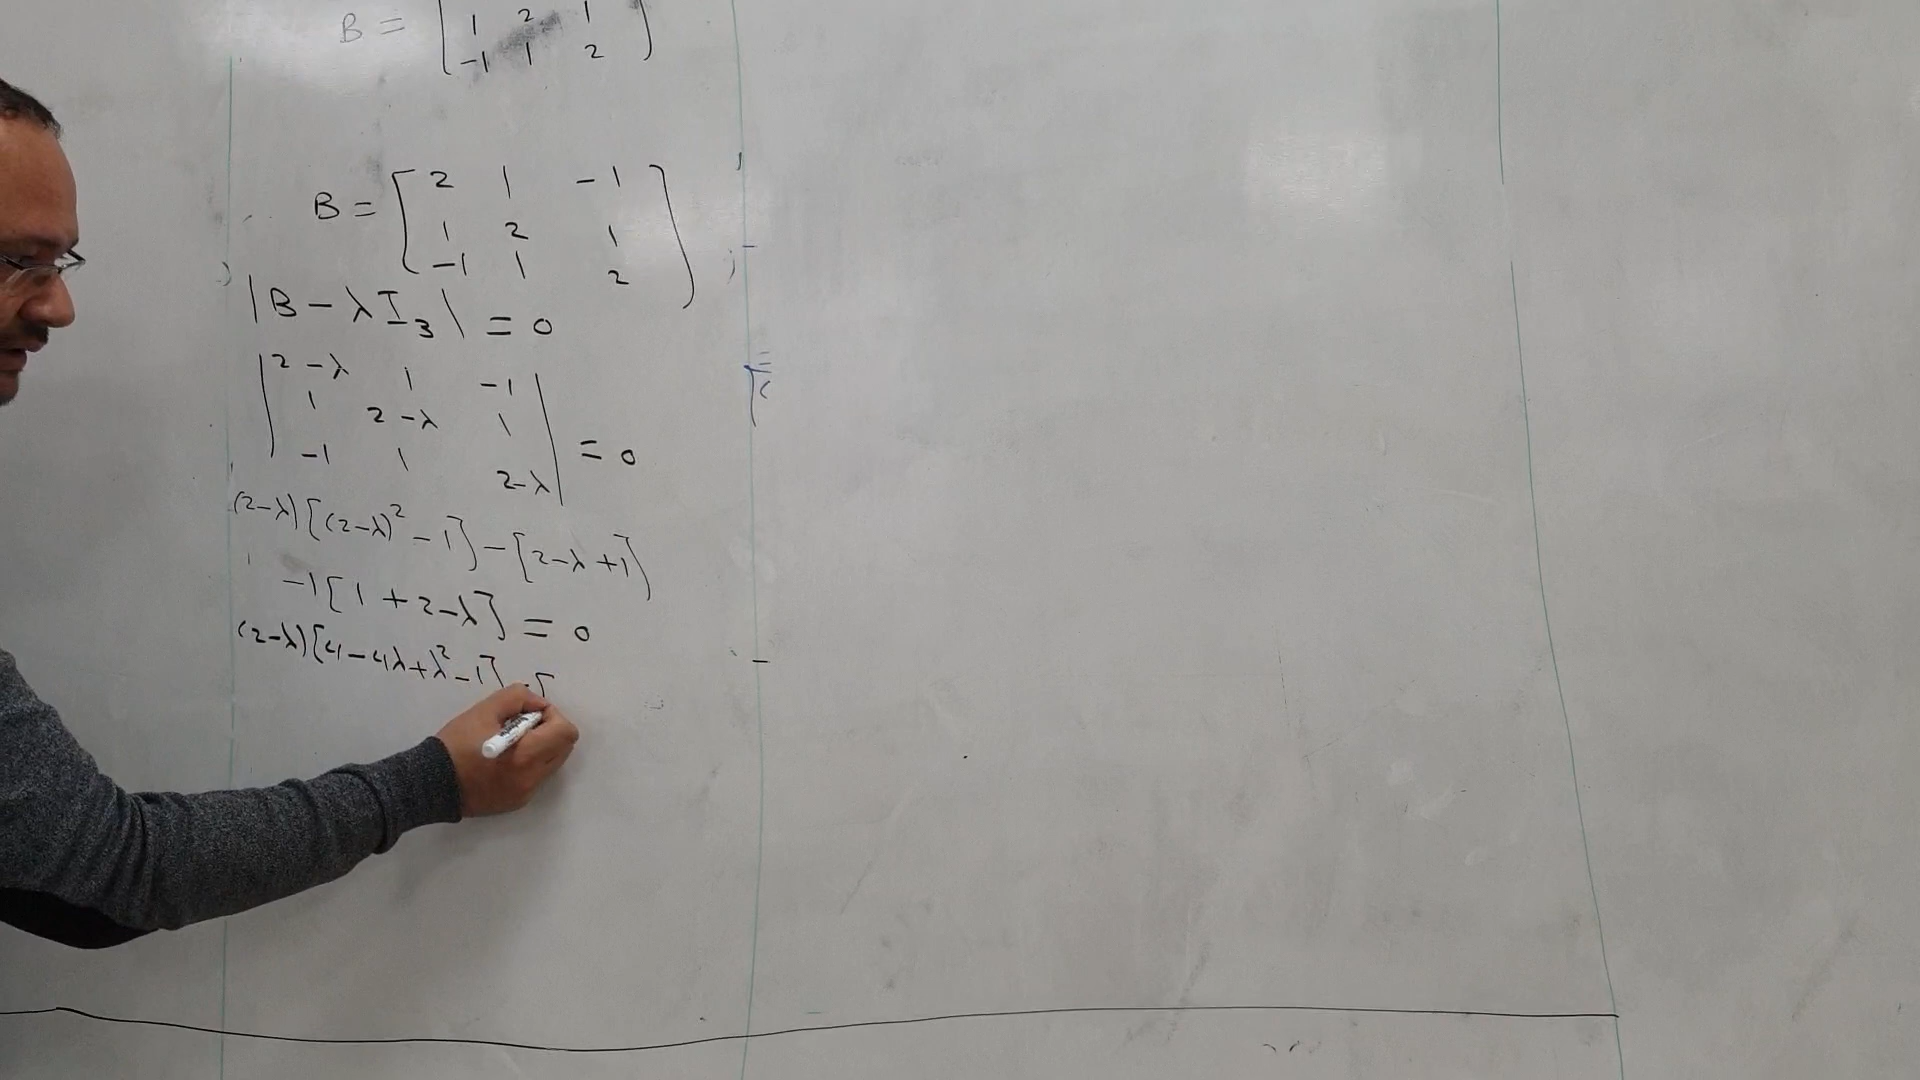 B = [ 1 2 1
-1 1 2 ]
B = [ 2 1 -1
1 2 1
-1 1 2 ]
|B - λ I₃| = 0
| 2-λ 1 -1
1 2-λ 1
-1 1 2-λ | = 0
(2-λ)[(2-λ)² - 1] - [2-λ+1]
-1[1+2-λ] = 0
(2-λ)[4-4λ+λ²-1] - [